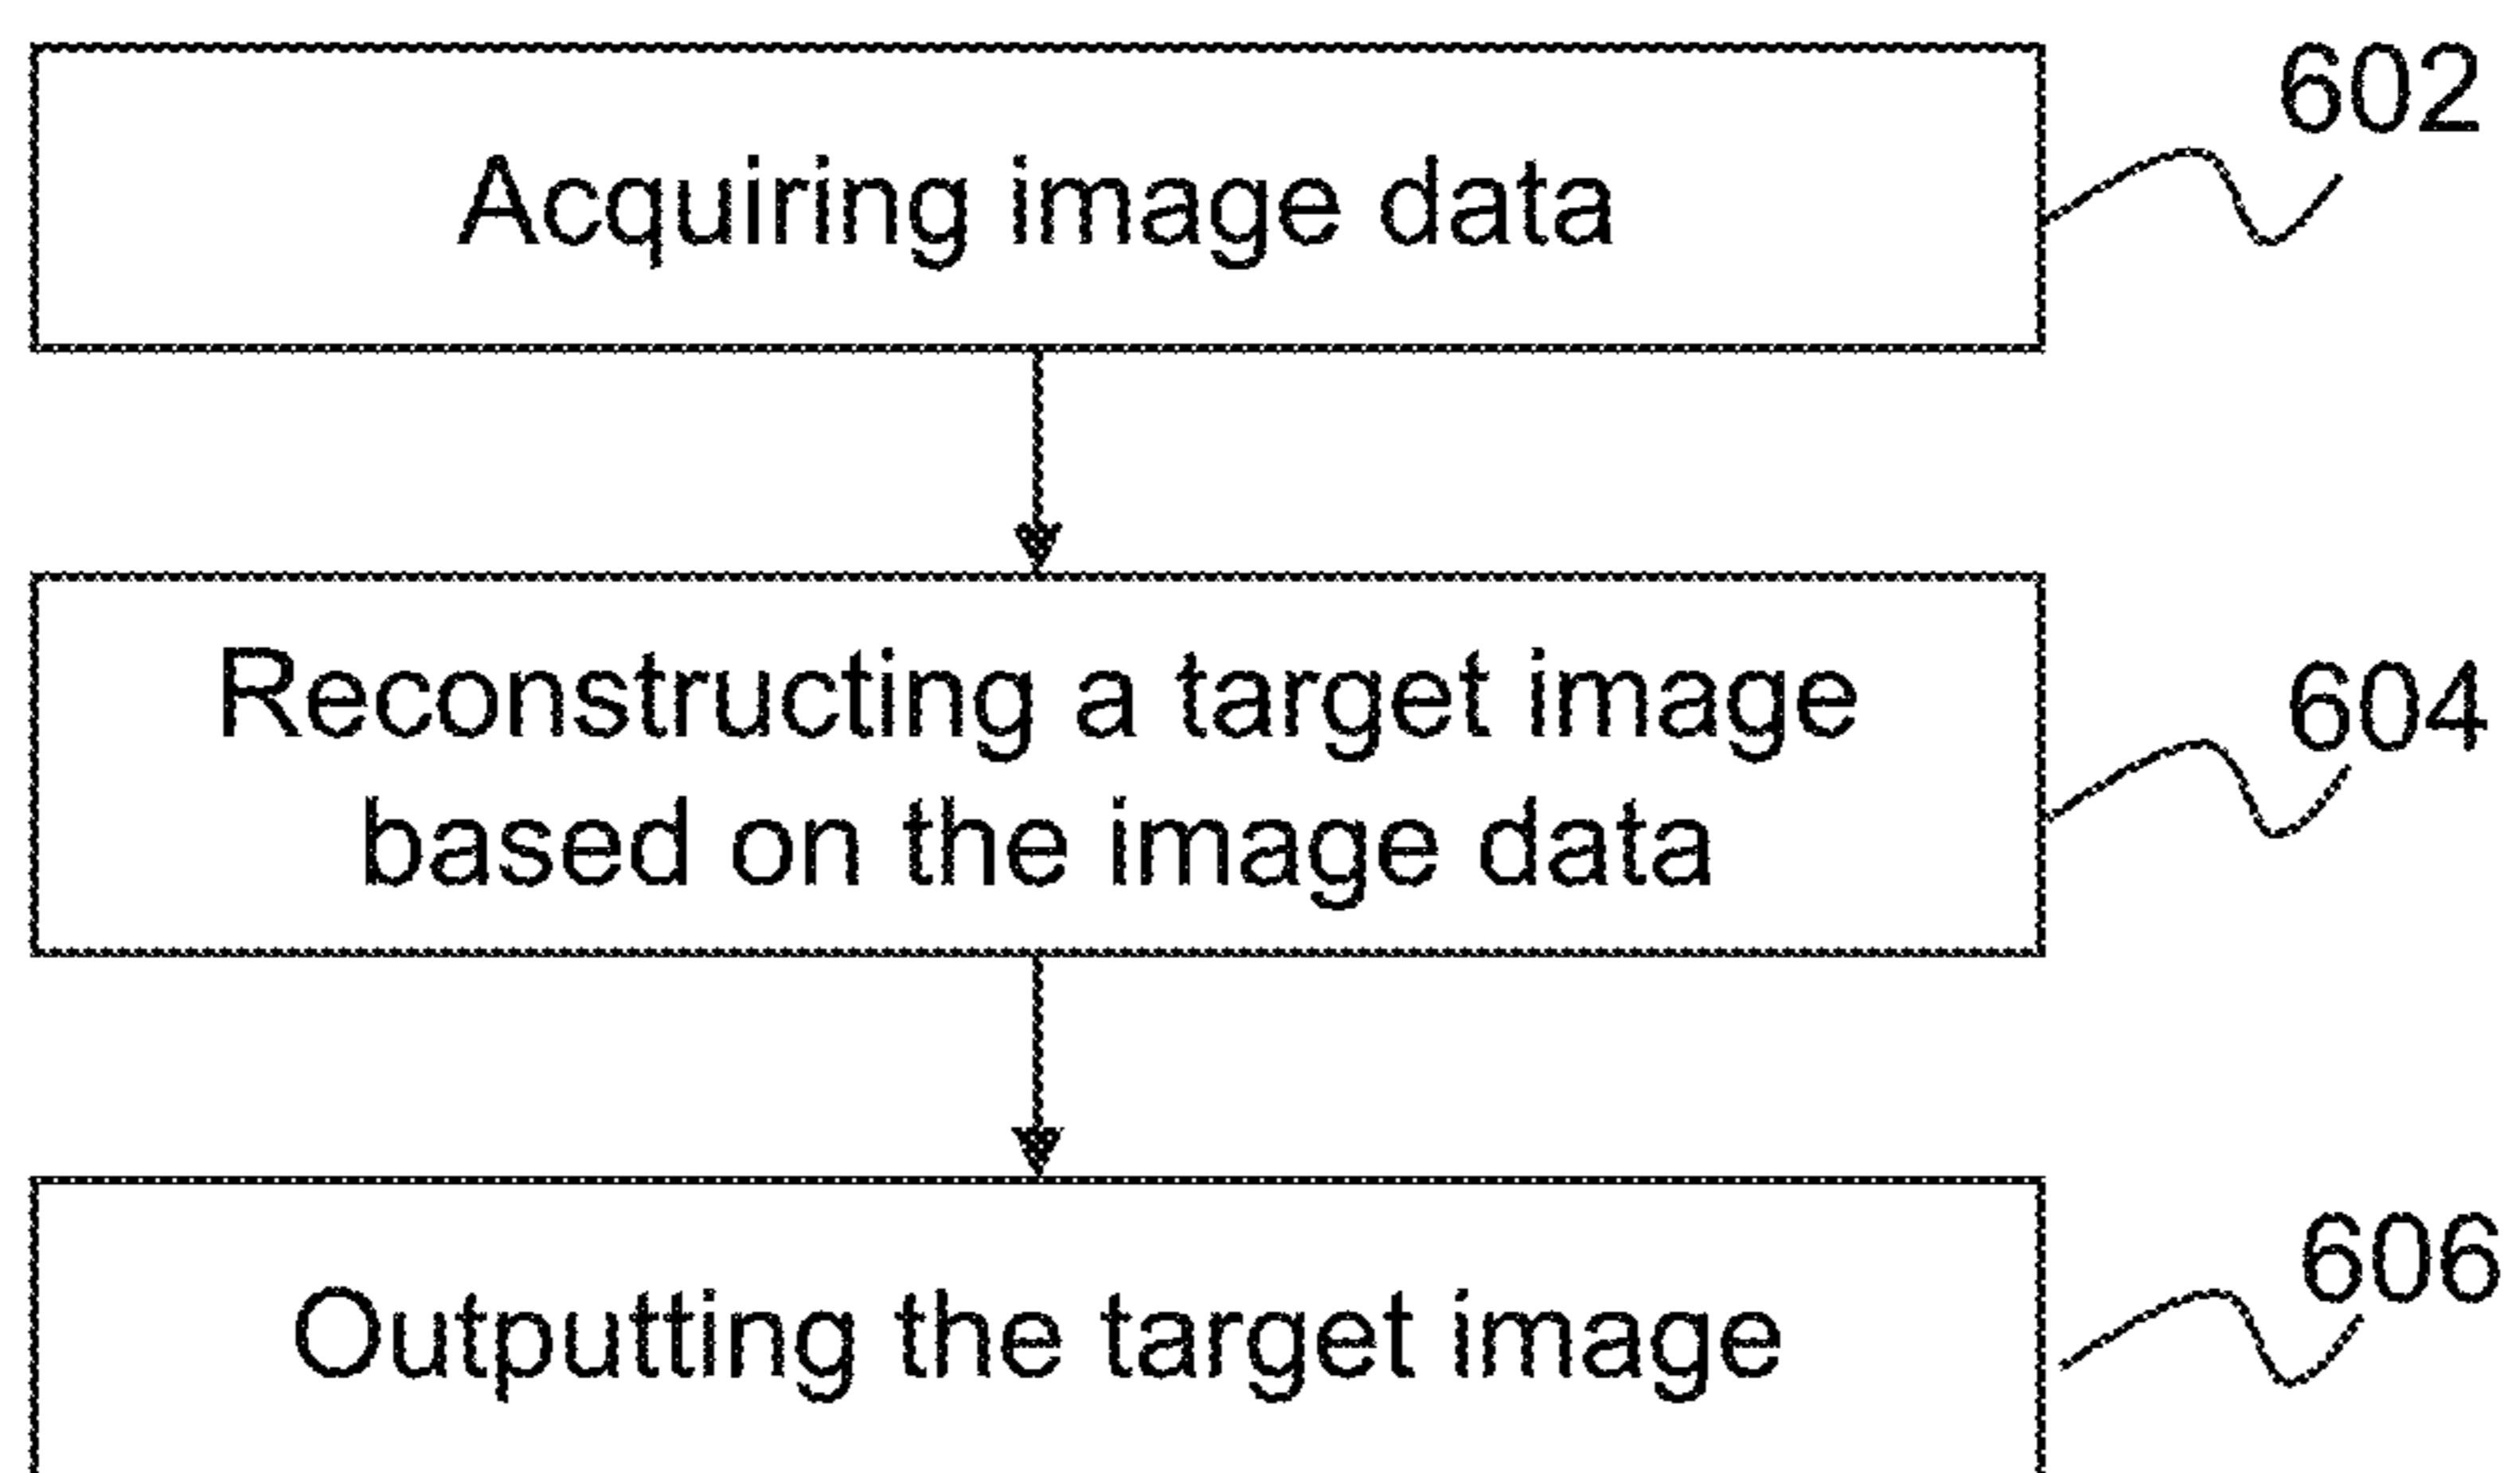 602
Acquiring image data
Reconstructing a target image
604
based on the image data
606
Outputting the target image